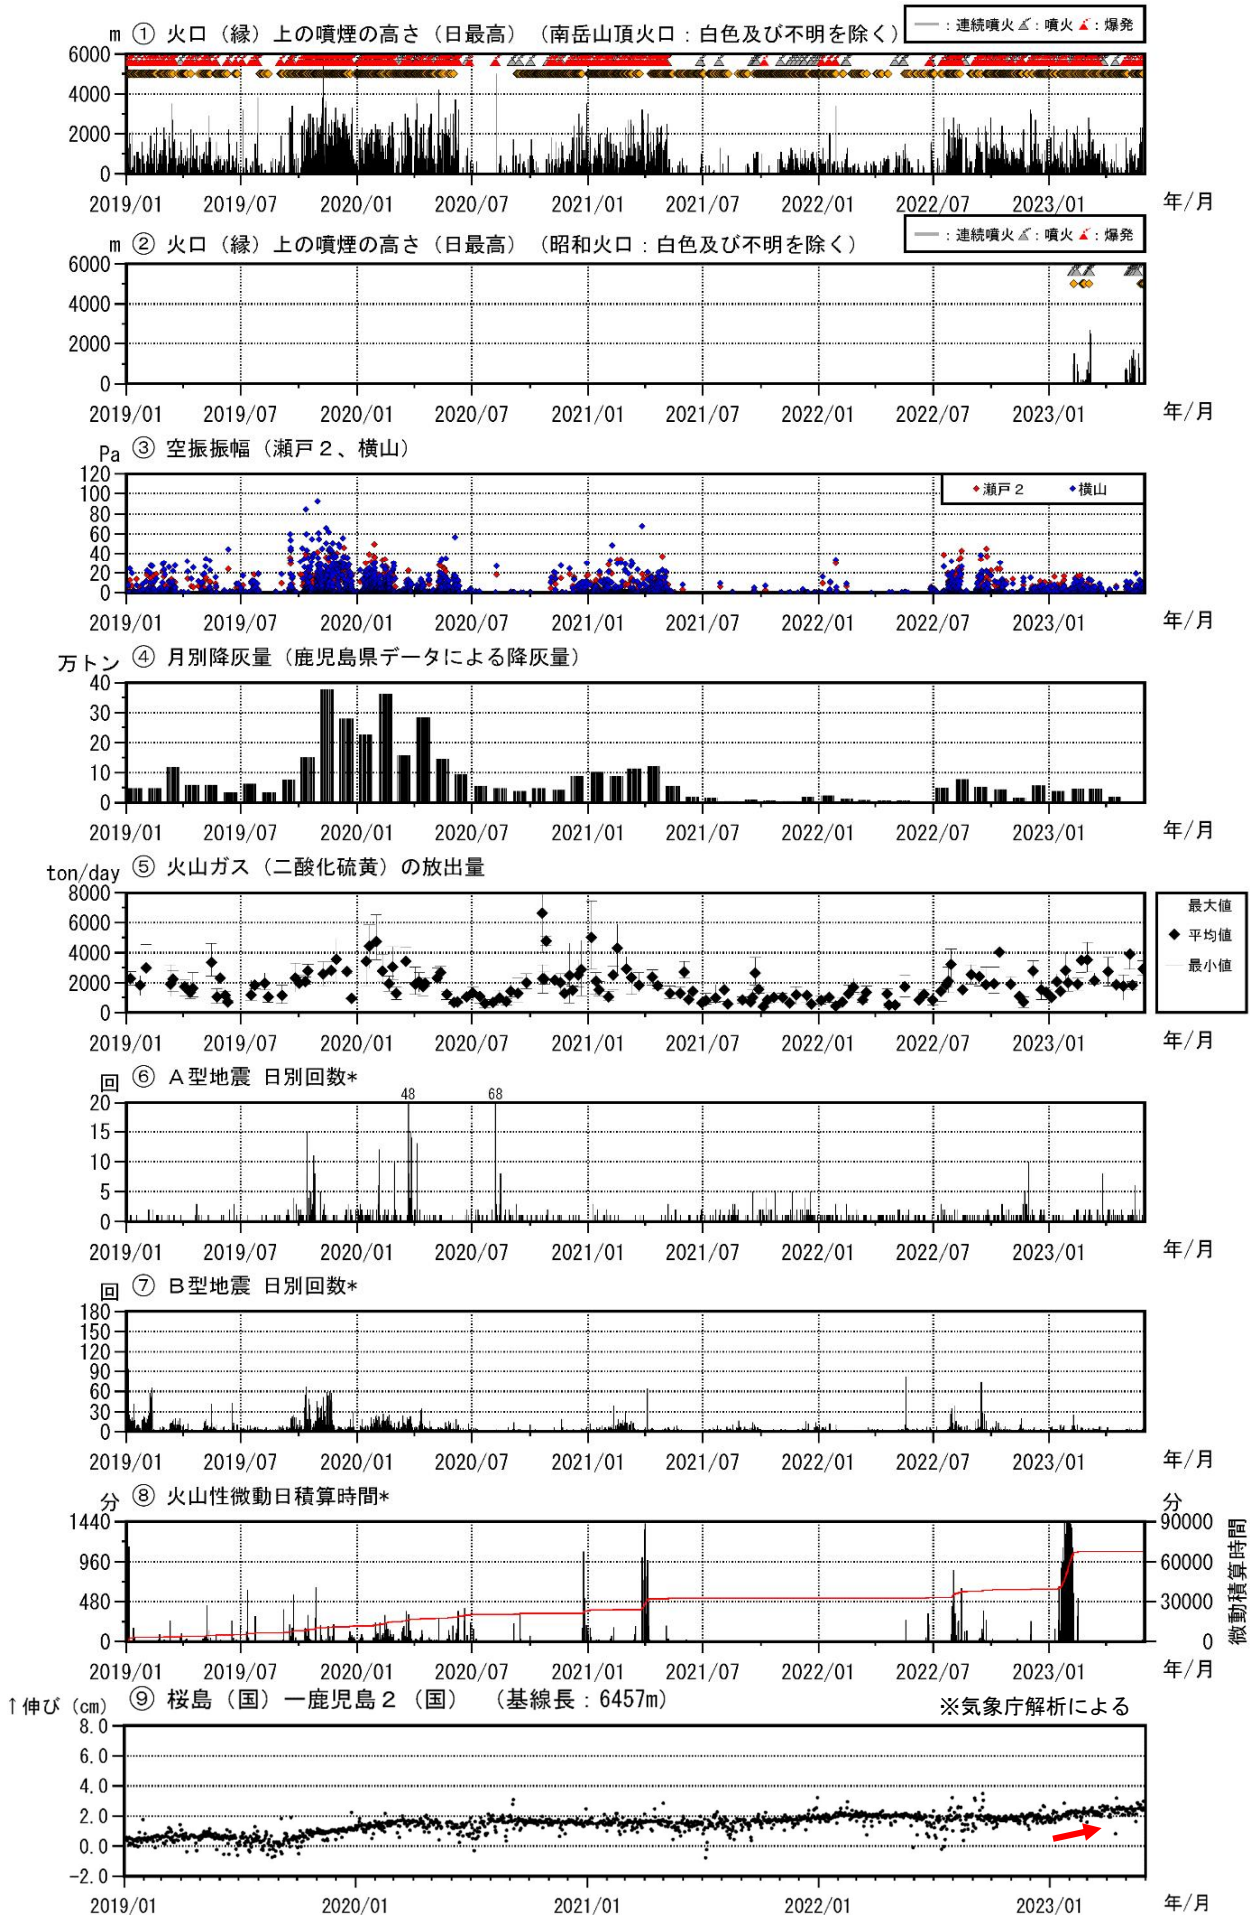 m ① 火口（縁）上の噴煙の高さ（日最高）（南岳山頂火口：白色及び不明を除く）
：連続噴火 ：噴火 ：爆発
6000
4000
2000
0
2019/01 2019/07 2020/01 2020/07 2021/01 2021/07 2022/01 2022/07 2023/01 年/月
m ② 火口（縁）上の噴煙の高さ（日最高）（昭和火口：白色及び不明を除く）
：連続噴火 ：噴火 ：爆発
6000
4000
2000
0
2019/01 2019/07 2020/01 2020/07 2021/01 2021/07 2022/01 2022/07 2023/01 年/月
Pa ③ 空振振幅（瀬戸２、横山）
瀬戸２ 横山
120
100
80
60
40
20
0
2019/01 2019/07 2020/01 2020/07 2021/01 2021/07 2022/01 2022/07 2023/01 年/月
万トン ④ 月別降灰量（鹿児島県データによる降灰量）
40
30
20
10
0
2019/01 2019/07 2020/01 2020/07 2021/01 2021/07 2022/01 2022/07 2023/01 年/月
ton/day ⑤ 火山ガス（二酸化硫黄）の放出量
8000
6000
4000
2000
0
最大値
平均値
最小値
2019/01 2019/07 2020/01 2020/07 2021/01 2021/07 2022/01 2022/07 2023/01 年/月
回 ⑥ Ａ型地震 日別回数*
48 68
20
15
10
5
0
2019/01 2019/07 2020/01 2020/07 2021/01 2021/07 2022/01 2022/07 2023/01 年/月
回 ⑦ Ｂ型地震 日別回数*
180
150
120
90
60
30
0
2019/01 2019/07 2020/01 2020/07 2021/01 2021/07 2022/01 2022/07 2023/01 年/月
分 ⑧ 火山性微動日積算時間* 分
1440 90000
960 60000
480 30000
0 0
微動積算時間
2019/01 2019/07 2020/01 2020/07 2021/01 2021/07 2022/01 2022/07 2023/01 年/月
↑伸び（cm） ⑨ 桜島（国）－鹿児島２（国） （基線長：6457m） ※気象庁解析による
8.0
6.0
4.0
2.0
0.0
-2.0
2019/01 2020/01 2021/01 2022/01 2023/01 年/月